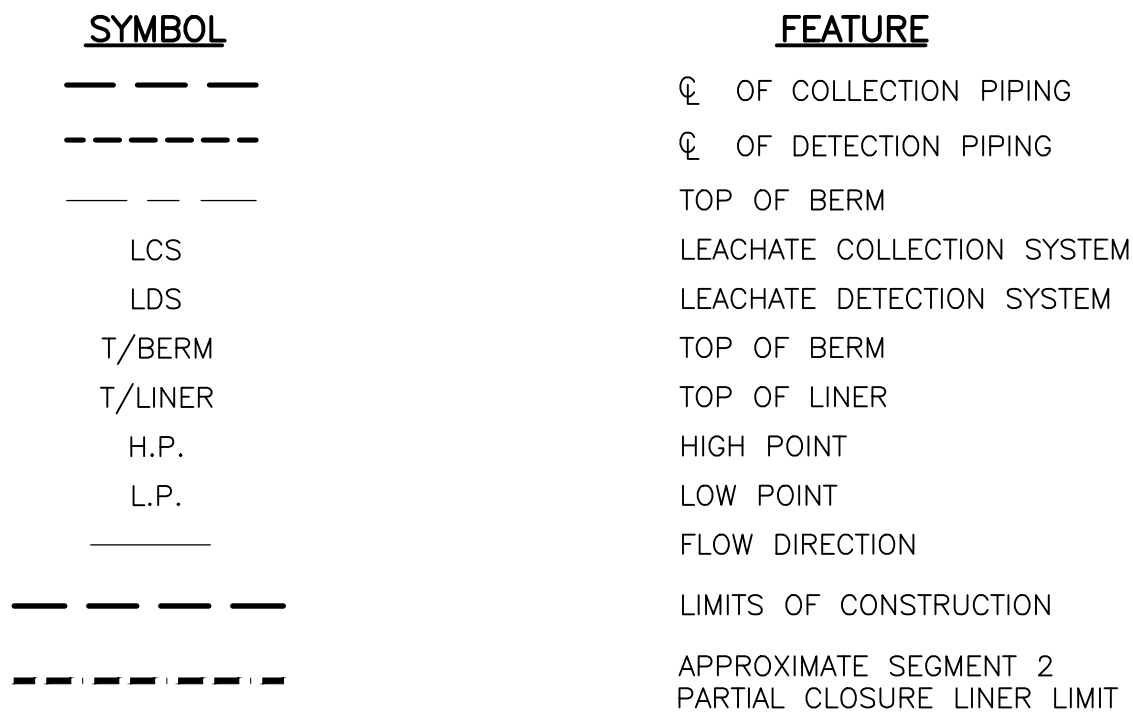 SYMBOL FEATURE
℄ OF COLLECTION PIPING
℄ OF DETECTION PIPING
TOP OF BERM
LCS LEACHATE COLLECTION SYSTEM
LDS LEACHATE DETECTION SYSTEM
T/BERM TOP OF BERM
T/LINER TOP OF LINER
H.P. HIGH POINT
L.P. LOW POINT
FLOW DIRECTION
LIMITS OF CONSTRUCTION
APPROXIMATE SEGMENT 2
PARTIAL CLOSURE LINER LIMIT